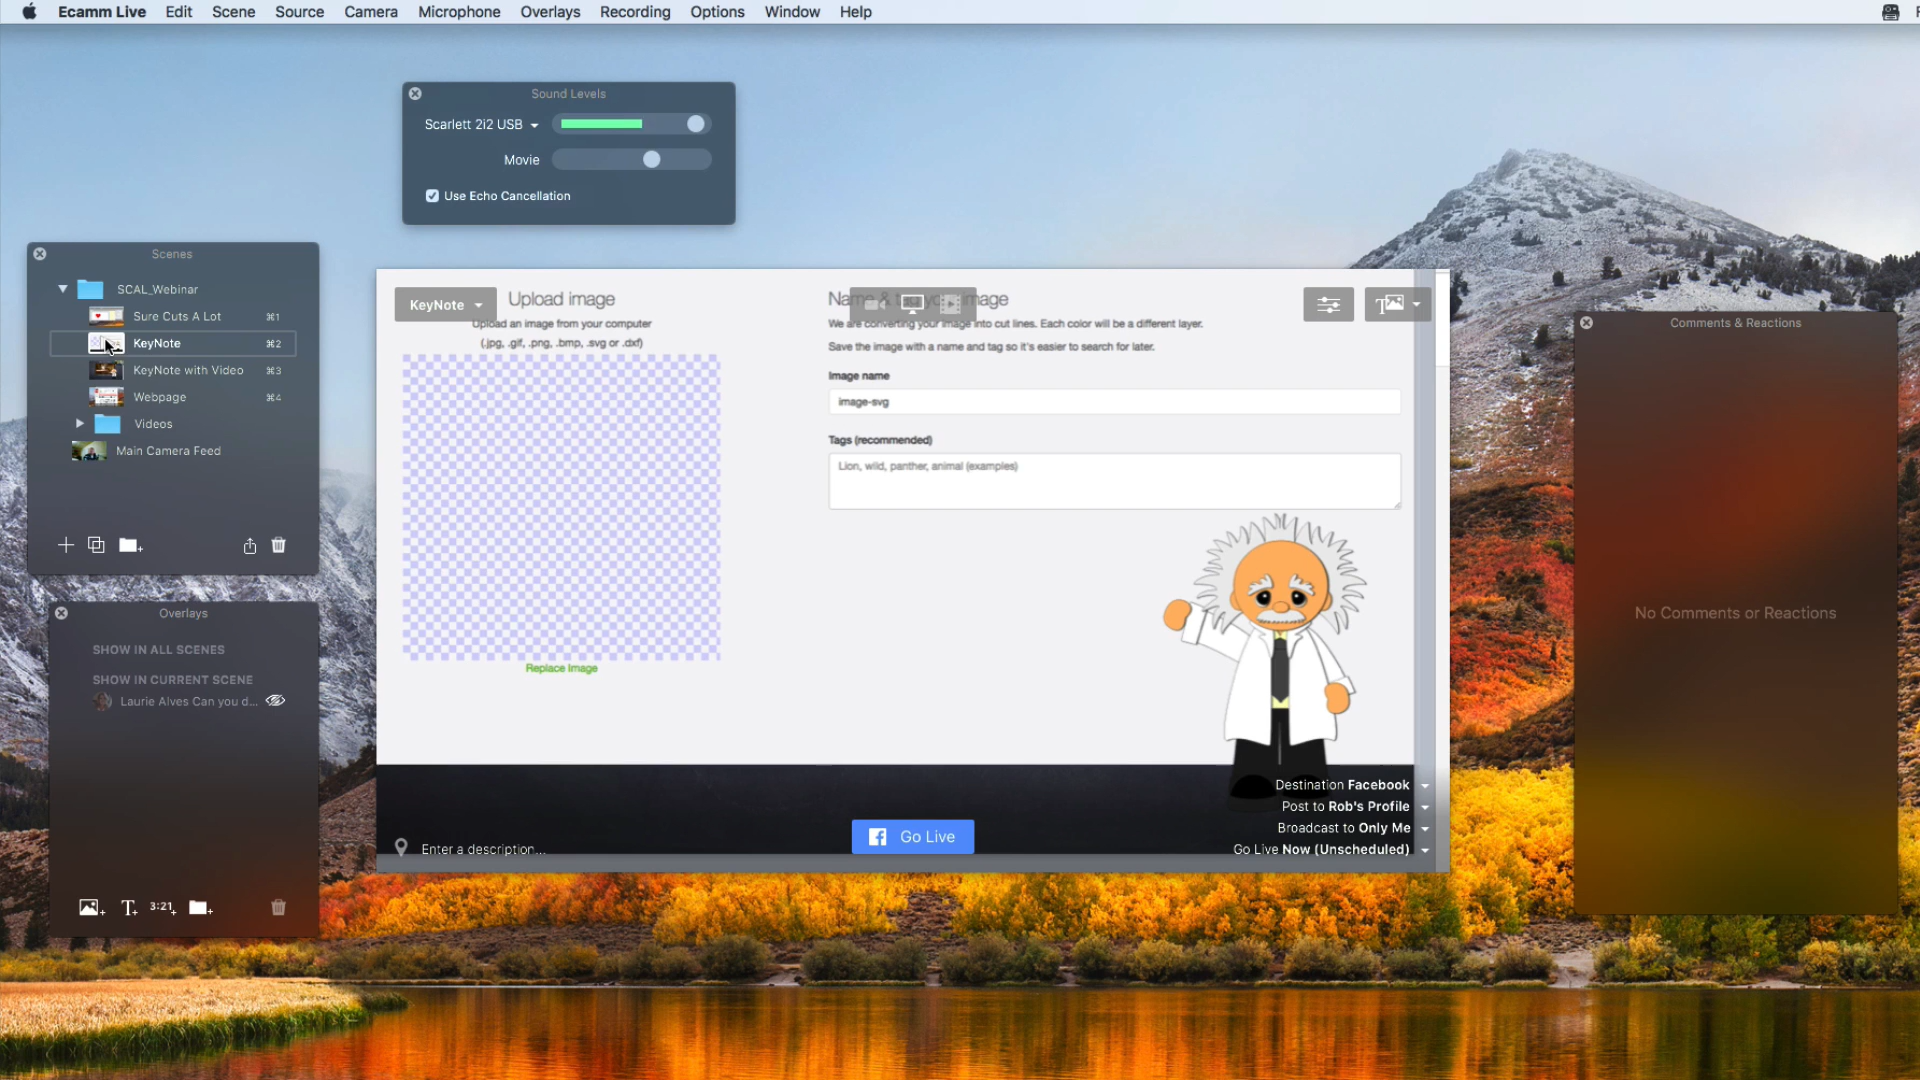 Ecamm Live Edit Scene Source Camera Microphone Overlays Recording Options Window Help
Sound Levels
Scarlett 2i2 USB
Movie
Use Echo Cancellation
Scenes
SCAL_Webinar
Sure Cuts A Lot ⌘1
KeyNote ⌘2
KeyNote with Video ⌘3
Webpage ⌘4
Videos
Main Camera Feed
Overlays
SHOW IN ALL SCENES
SHOW IN CURRENT SCENE
Laurie Alves Can you d...
T+ 3:21+
KeyNote
Upload image
Upload an image from your computer
(.jpg, .gif, .png, .bmp, .svg or .dxf)
Replace Image
Name & tag your image
We are converting your image into cut lines. Each color will be a different layer.
Save the image with a name and tag so it's easier to search for later.
Image name
image-svg
Tags (recommended)
Lion, wild, panther, animal (examples)
T
Destination Facebook
Post to Rob's Profile
Broadcast to Only Me
Go Live Now (Unscheduled)
Enter a description...
Go Live
Comments & Reactions
No Comments or Reactions